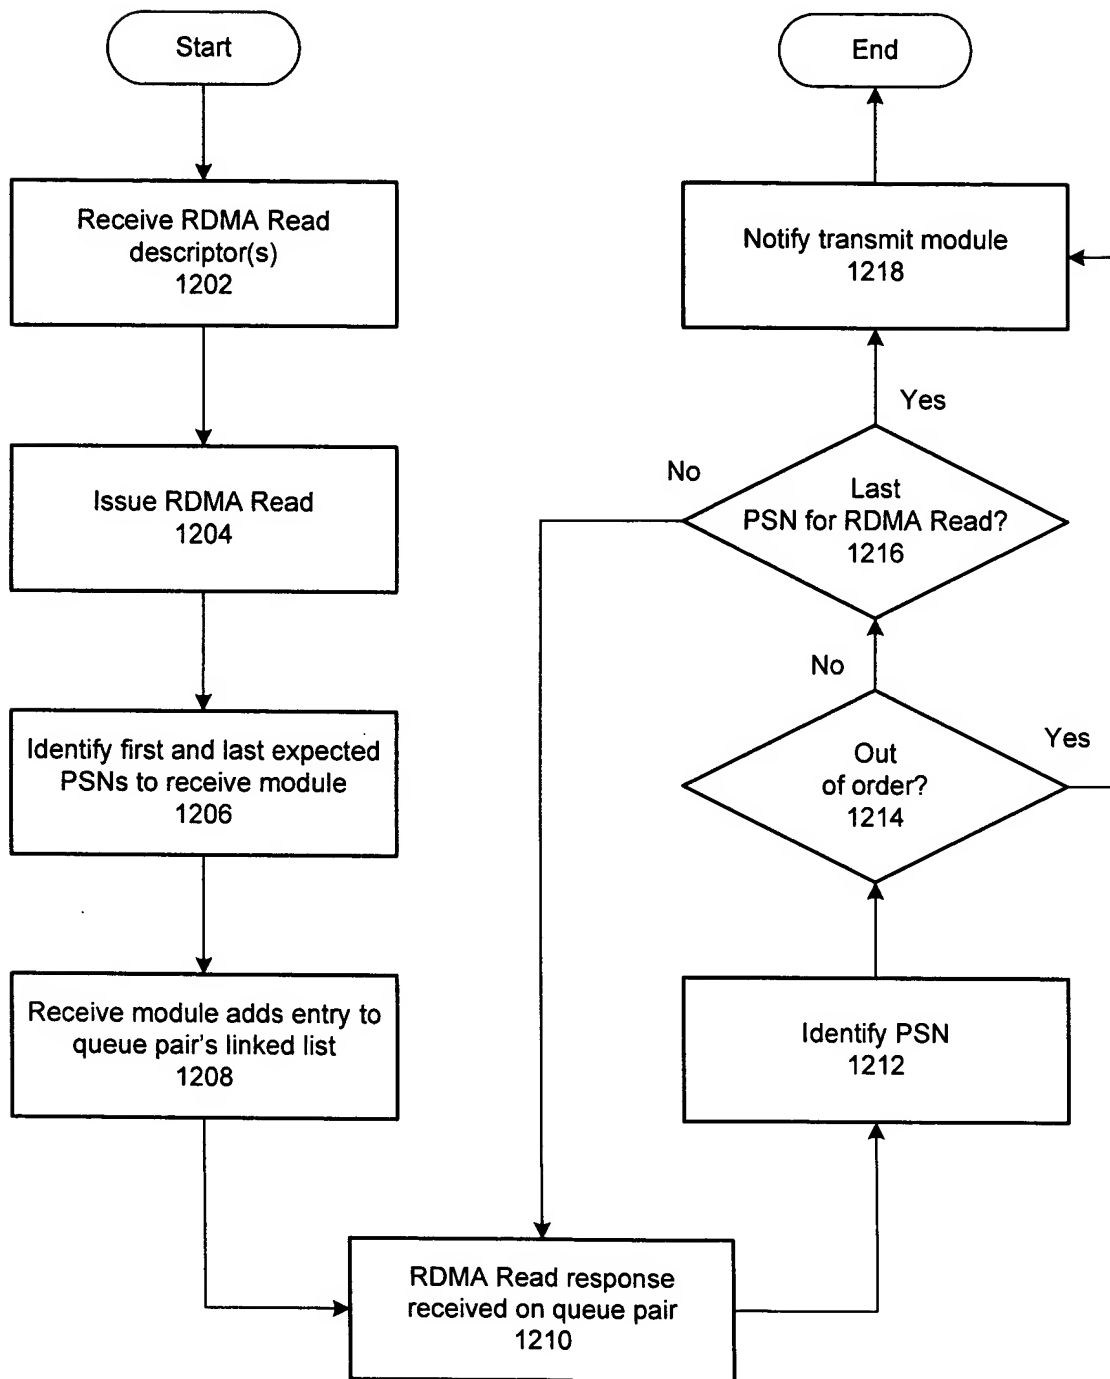 Start
Receive RDMA Read
descriptor(s)
1202
Issue RDMA Read
1204
Identify first and last expected
PSNs to receive module
1206
Receive module adds entry to
queue pair's linked list
1208
RDMA Read response
received on queue pair
1210
Identify PSN
1212
Out
of order?
1214
Yes
No
Last
PSN for RDMA Read?
1216
No
Yes
Notify transmit module
1218
End